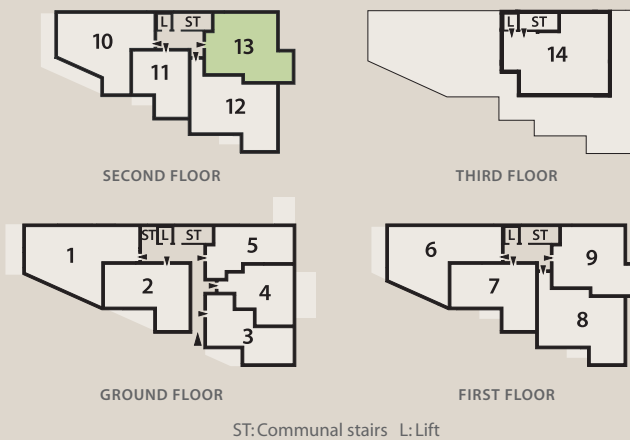 L ST
10
13
11
12
SECOND FLOOR
L ST
14
THIRD FLOOR
ST L ST
1
5
2
4
3
GROUND FLOOR
L ST
6
9
7
8
FIRST FLOOR
ST: Communal stairs L: Lift